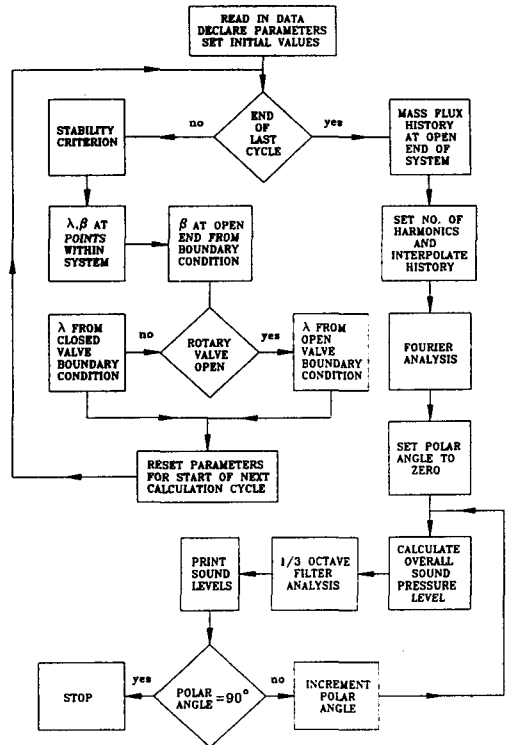 READ IN DATA
DECLARE PARAMETERS
SET INITIAL VALUES
END
OF
LAST
CYCLE
no
yes
STABILITY
CRITERION
MASS FLUX
HISTORY
AT OPEN
END OF
SYSTEM
λ,β AT
POINTS
WITHIN
SYSTEM
β AT OPEN
END FROM
BOUNDARY
CONDITION
SET NO. OF
HARMONICS
AND
INTERPOLATE
HISTORY
λ FROM
CLOSED
VALVE
BOUNDARY
CONDITION
no
ROTARY
VALVE
OPEN
yes
λ FROM
OPEN
VALVE
BOUNDARY
CONDITION
FOURIER
ANALYSIS
RESET PARAMETERS
FOR START OF NEXT
CALCULATION CYCLE
SET POLAR
ANGLE TO
ZERO
CALCULATE
OVERALL
SOUND
PRESSURE
LEVEL
1/3 OCTAVE
FILTER
ANALYSIS
PRINT
SOUND
LEVELS
POLAR
ANGLE =90°
yes
no
STOP
INCREMENT
POLAR
ANGLE